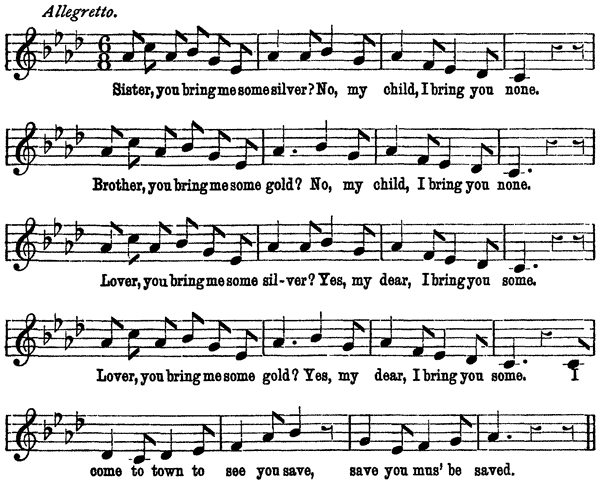 Allegretto.
6
8
Sister, you bring me some silver? No, my child, I bring you none.
Brother, you bring me some gold? No, my child, I bring you none.
Lover, you bring me some sil-ver? Yes, my dear, I bring you some.
Lover, you bring me some gold? Yes, my dear, I bring you some. I
come to town to see you save, save you mus' be saved.